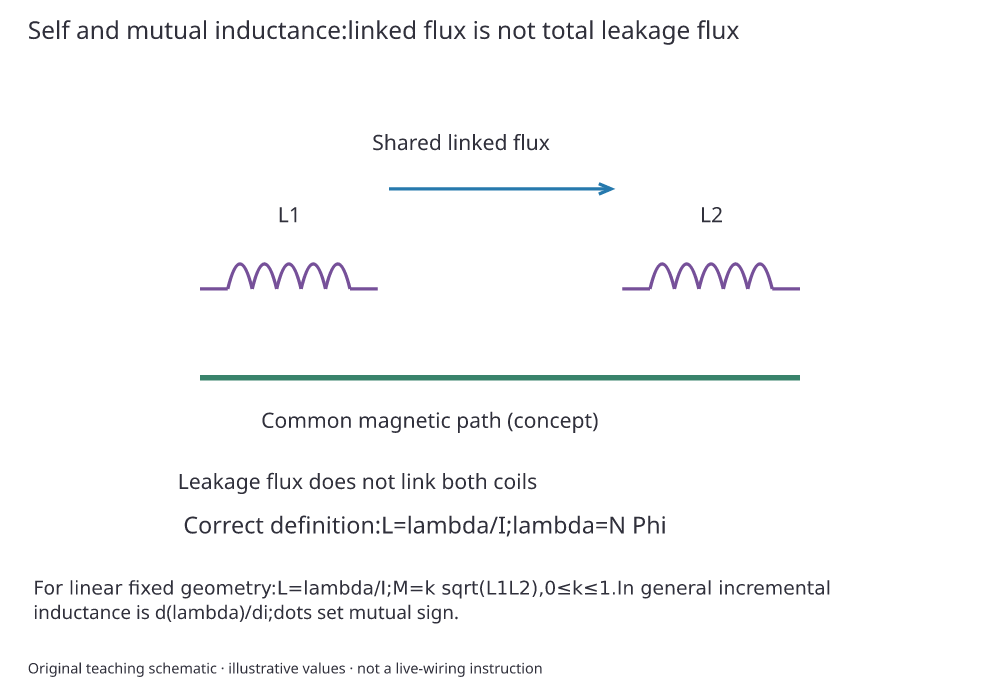 Self and mutual inductance:linked flux is not total leakage flux
Shared linked flux
L1
L2
Common magnetic path (concept)
Leakage flux does not link both coils
Correct definition:L=lambda/I;lambda=N Phi
For linear fixed geometry:L=lambda/I;M=k sqrt(L1L2),0≤k≤1.In general incremental
inductance is d(lambda)/di;dots set mutual sign.
Original teaching schematic · illustrative values · not a live-wiring instruction